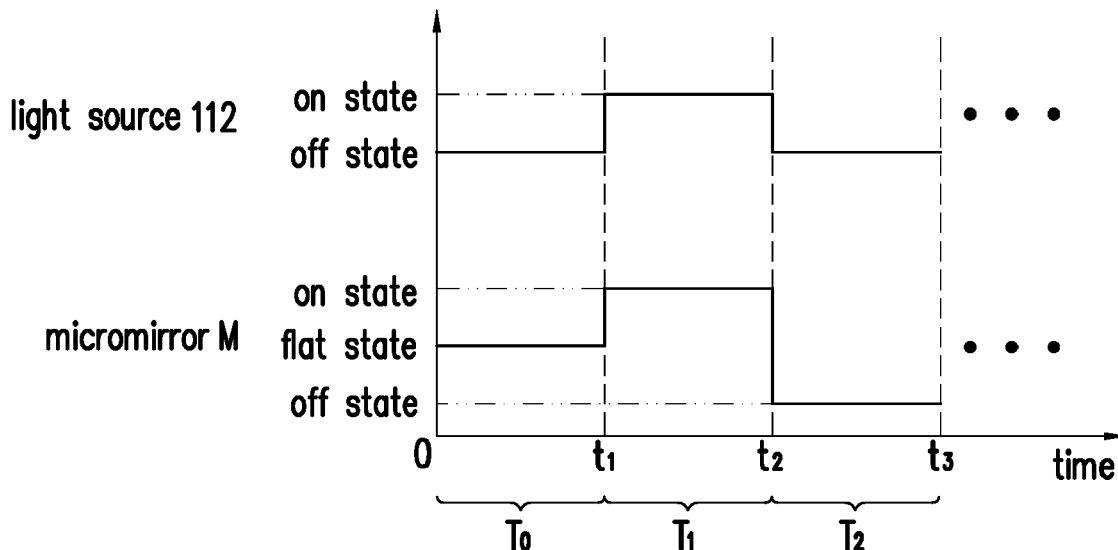 light source 112
on state
off state
micromirror M
on state
flat state
off state
0
t1
t2
t3
time
T0
T1
T2